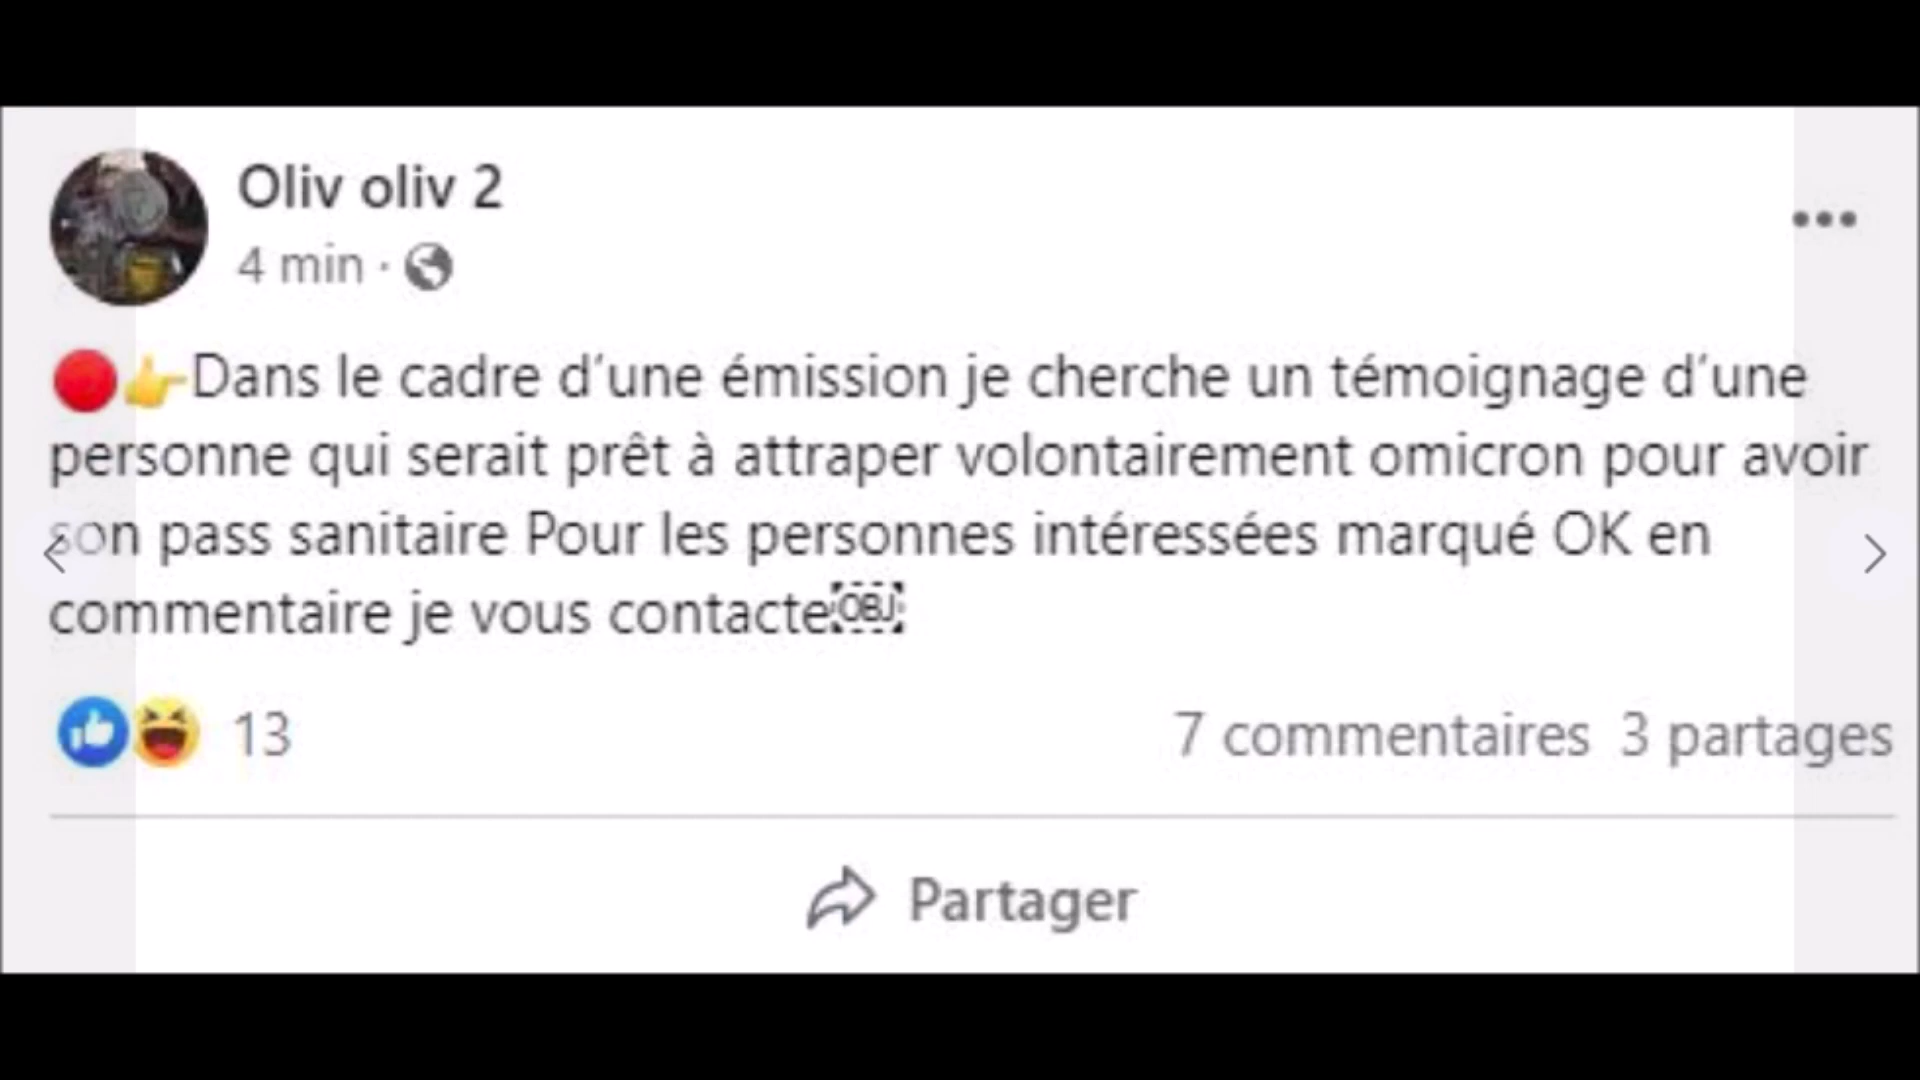 Oliv oliv 2
4 min ·
🔴👉Dans le cadre d’une émission je cherche un témoignage d’une
personne qui serait prêt à attraper volontairement omicron pour avoir
son pass sanitaire Pour les personnes intéressées marqué OK en
commentaire je vous contacte￼
13
7 commentaires 3 partages
Partager